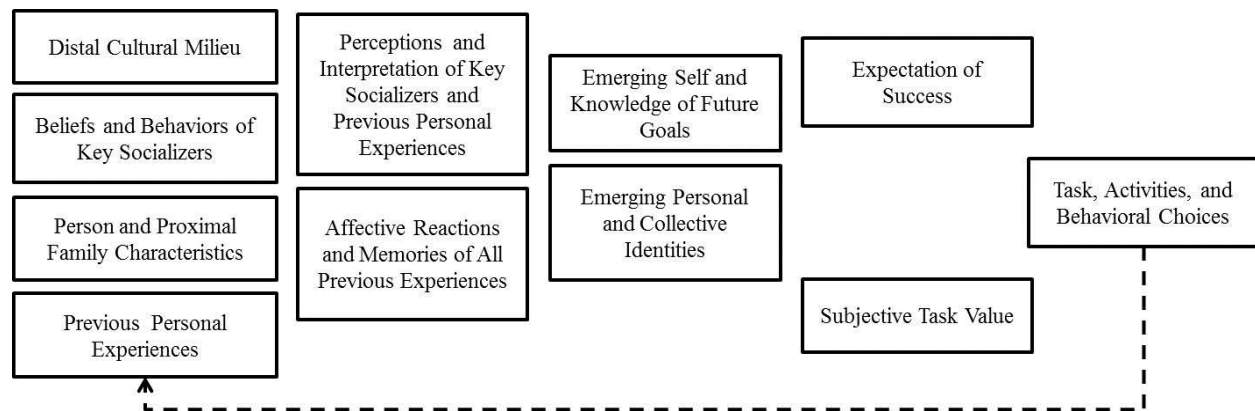 Distal Cultural Milieu
Beliefs and Behaviors of
Key Socializers
Person and Proximal
Family Characteristics
Previous Personal
Experiences
Perceptions and
Interpretation of Key
Socializers and
Previous Personal
Experiences
Affective Reactions
and Memories of All
Previous Experiences
Emerging Self and
Knowledge of Future
Goals
Emerging Personal
and Collective
Identities
Expectation of
Success
Subjective Task Value
Task, Activities, and
Behavioral Choices